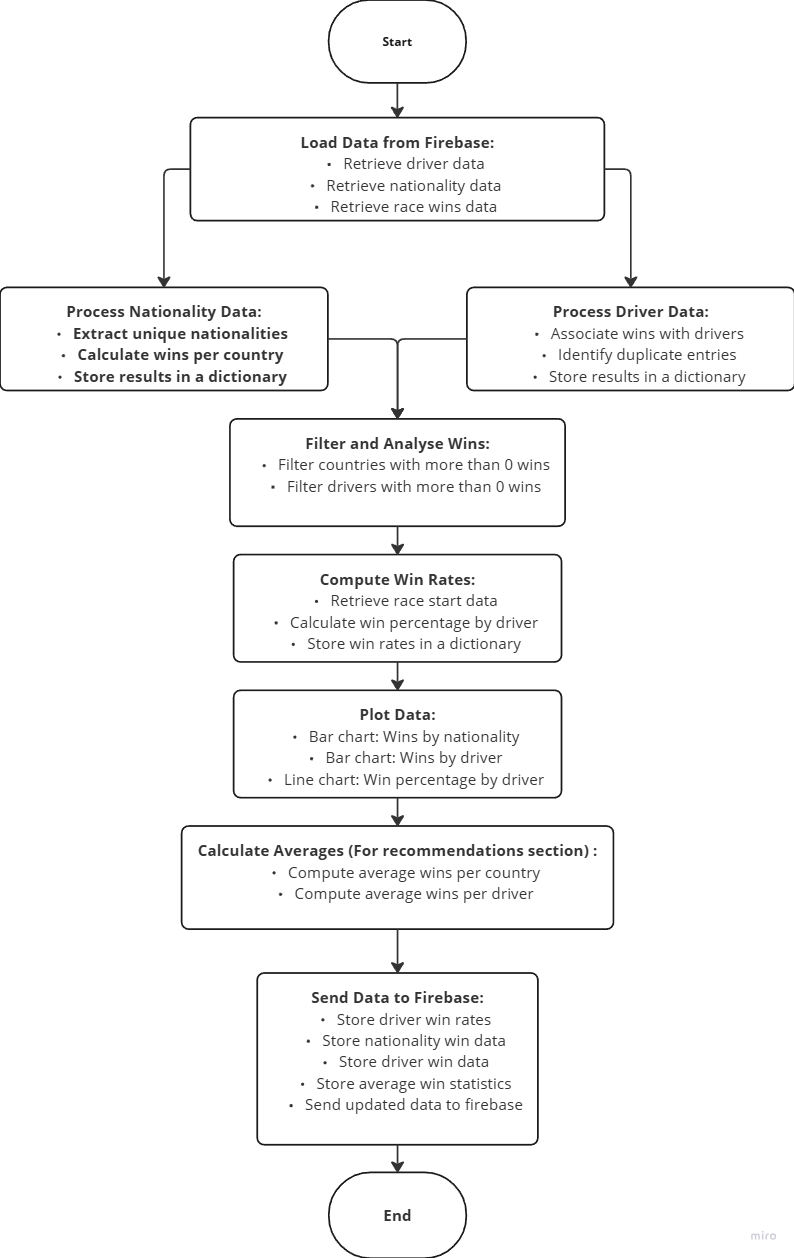 Start
Load Data from Firebase:
• Retrieve driver data
• Retrieve nationality data
• Retrieve race wins data
Process Nationality Data:
• Extract unique nationalities
• Calculate wins per country
• Store results in a dictionary
Process Driver Data:
• Associate wins with drivers
• Identify duplicate entries
• Store results in a dictionary
Filter and Analyse Wins:
• Filter countries with more than 0 wins
• Filter drivers with more than 0 wins
Compute Win Rates:
• Retrieve race start data
• Calculate win percentage by driver
• Store win rates in a dictionary
Plot Data:
• Bar chart: Wins by nationality
• Bar chart: Wins by driver
• Line chart: Win percentage by driver
Calculate Averages (For recommendations section) :
• Compute average wins per country
• Compute average wins per driver
Send Data to Firebase:
• Store driver win rates
• Store nationality win data
• Store driver win data
• Store average win statistics
• Send updated data to firebase
End
miro